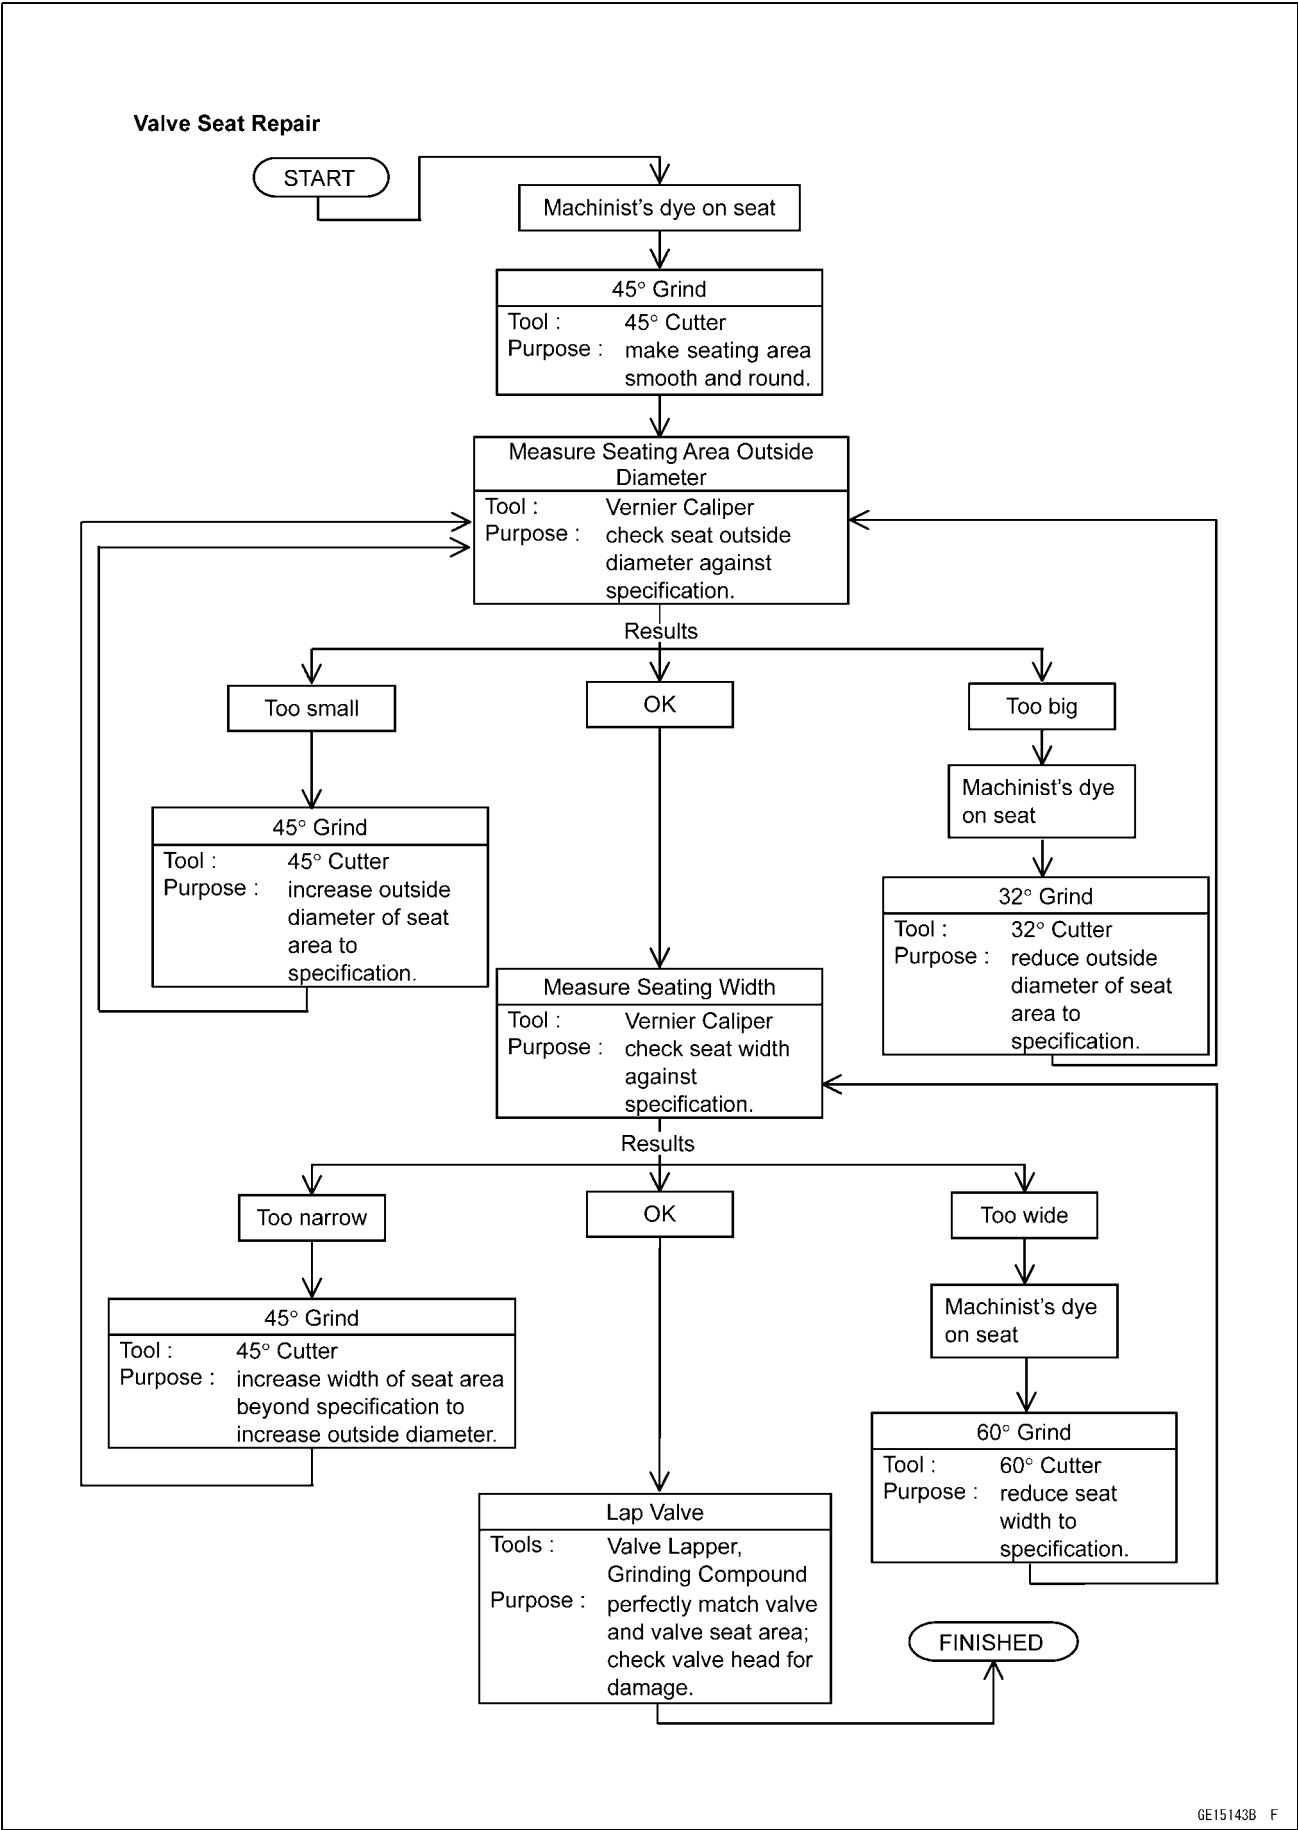 Valve Seat Repair
START
Machinist's dye on seat
45° Grind
Tool : 45° Cutter
Purpose : make seating area
smooth and round.
Measure Seating Area Outside
Diameter
Tool : Vernier Caliper
Purpose : check seat outside
diameter against
specification.
Results
Too small
OK
Too big
Machinist's dye
on seat
45° Grind
Tool : 45° Cutter
Purpose : increase outside
diameter of seat
area to
specification.
32° Grind
Tool : 32° Cutter
Purpose : reduce outside
diameter of seat
area to
specification.
Measure Seating Width
Tool : Vernier Caliper
Purpose : check seat width
against
specification.
Results
Too narrow
OK
Too wide
Machinist's dye
on seat
45° Grind
Tool : 45° Cutter
Purpose : increase width of seat area
beyond specification to
increase outside diameter.
60° Grind
Tool : 60° Cutter
Purpose : reduce seat
width to
specification.
Lap Valve
Tools : Valve Lapper,
Grinding Compound
Purpose : perfectly match valve
and valve seat area;
check valve head for
damage.
FINISHED
GE15143B F